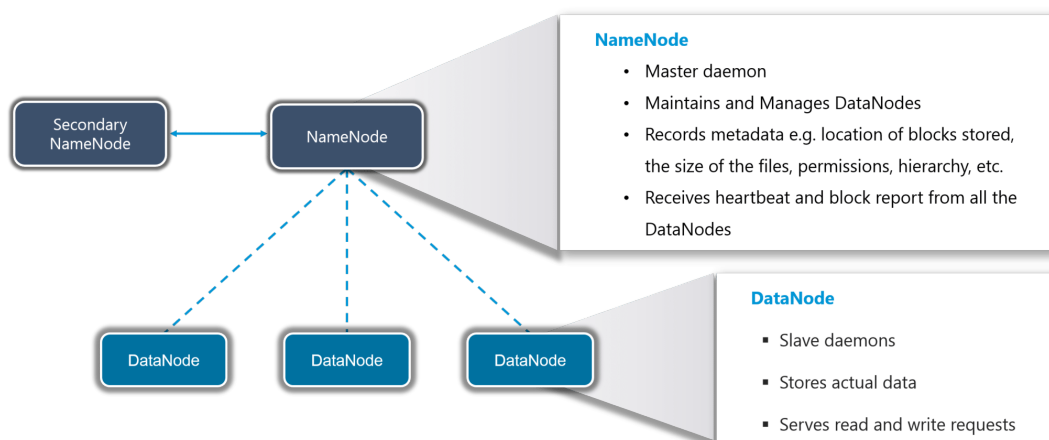 NameNode
• Master daemon
• Maintains and Manages DataNodes
• Records metadata e.g. location of blocks stored,
the size of the files, permissions, hierarchy, etc.
• Receives heartbeat and block report from all the
DataNodes
Secondary
NameNode
NameNode
DataNode
DataNode
DataNode
DataNode
▪ Slave daemons
▪ Stores actual data
▪ Serves read and write requests